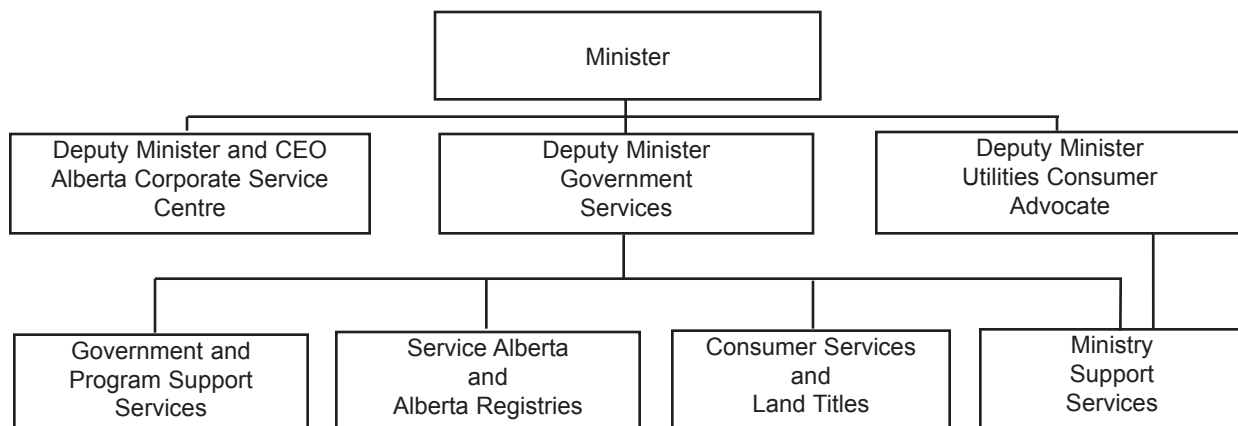 Minister
Deputy Minister and CEO
Alberta Corporate Service
Centre
Deputy Minister
Government
Services
Deputy Minister
Utilities Consumer
Advocate
Government and
Program Support
Services
Service Alberta
and
Alberta Registries
Consumer Services
and
Land Titles
Ministry
Support
Services